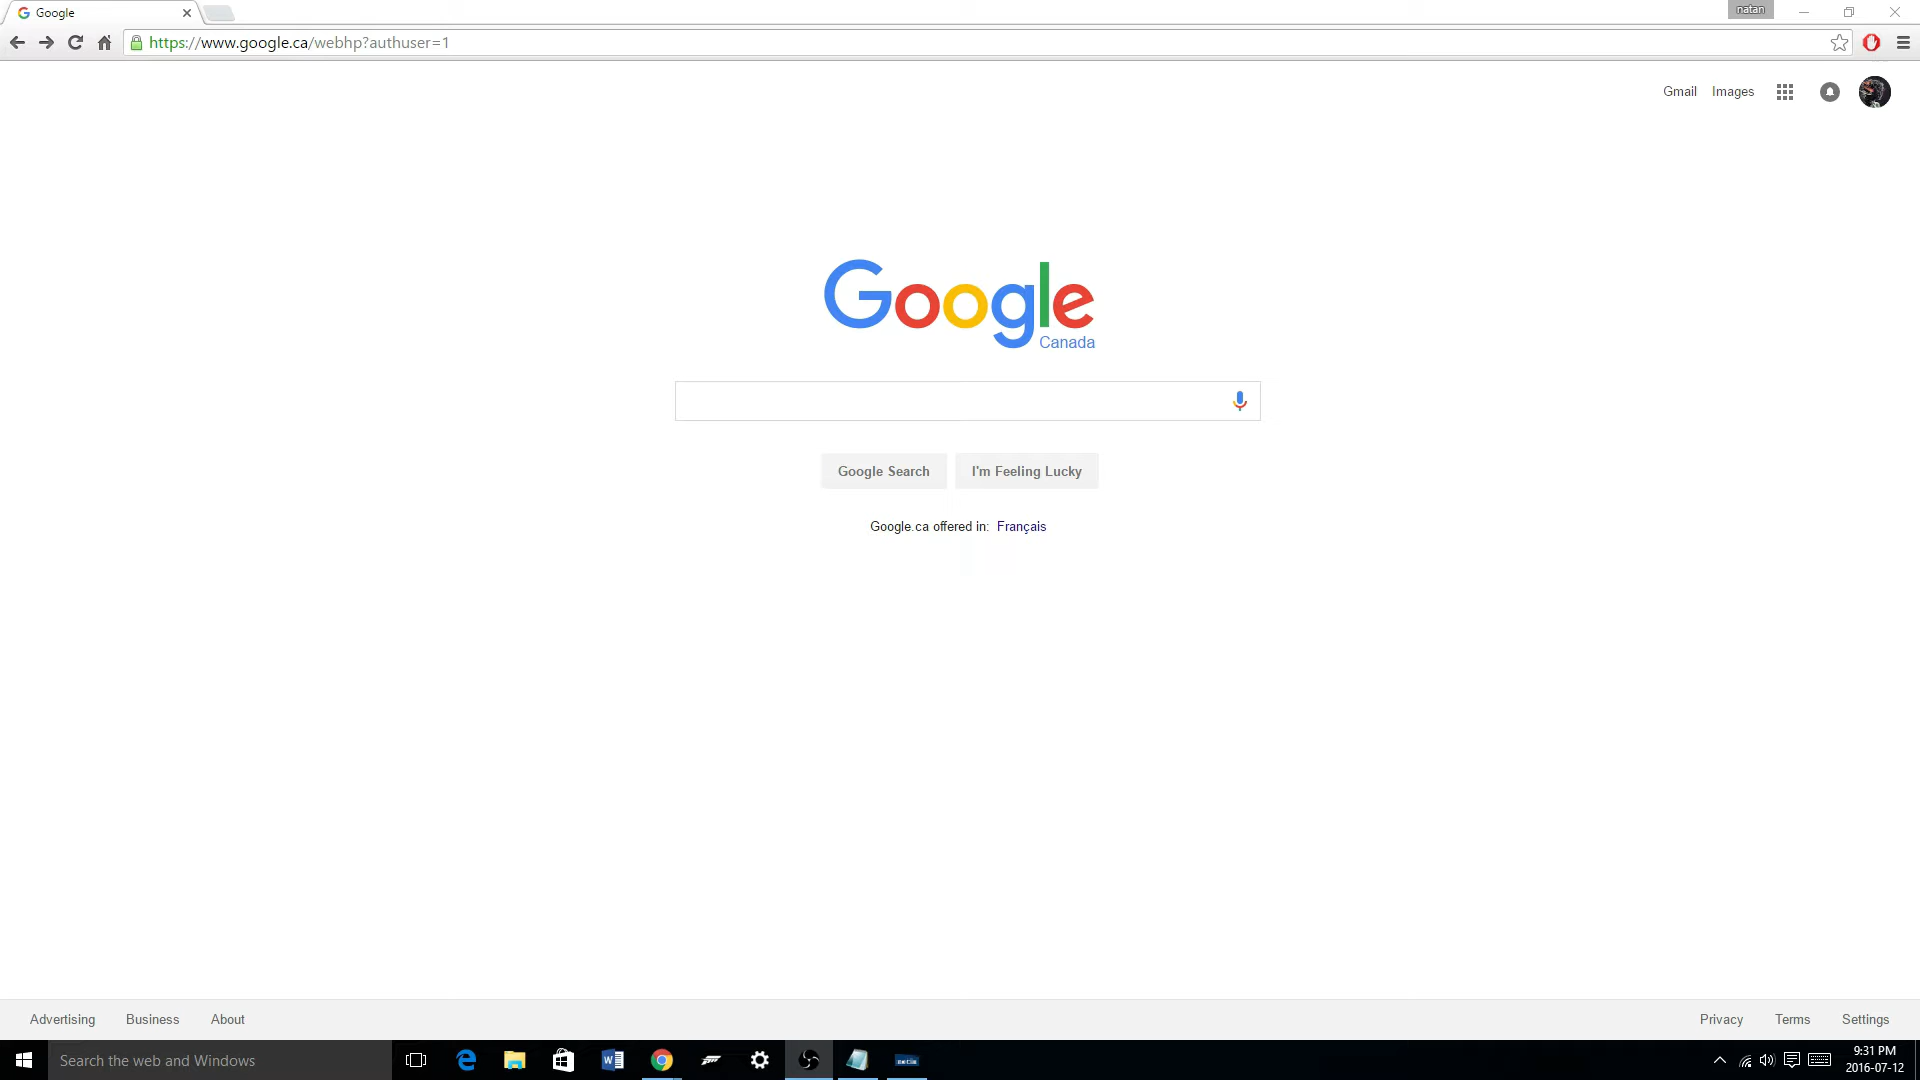 Google
natan
https://www.google.ca/webhp?authuser=1
Gmail Images
Google
Canada
Google Search I'm Feeling Lucky
Google.ca offered in: Français
Advertising Business About Privacy Terms Settings
Search the web and Windows
9:31 PM
2016-07-12